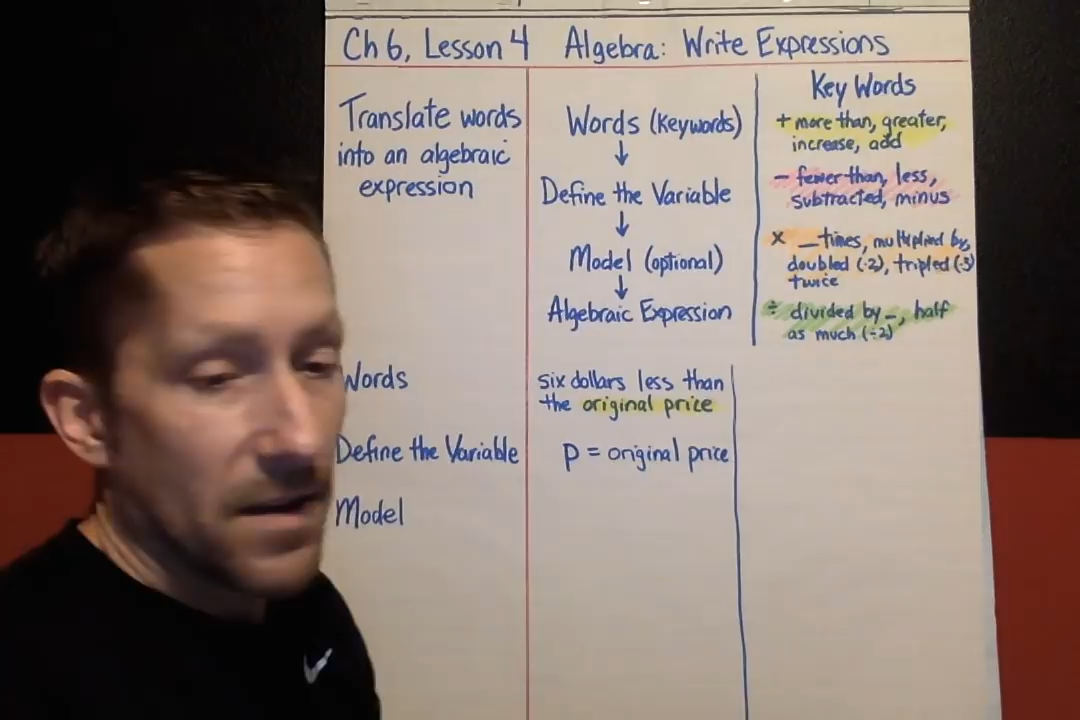 Ch 6, Lesson 4 Algebra: Write Expressions
Translate words
into an algebraic
expression
Words (keywords)
↓
Define the Variable
↓
Model (optional)
↓
Algebraic Expression
Key Words
+ more than, greater,
increase, add
- fewer than, less,
subtracted, minus
x _ times, multiplied by,
doubled (·2), tripled (·3)
twice
÷ divided by _, half
as much (÷2)
Words
six dollars less than
the original price
Define the Variable
p = original price
Model